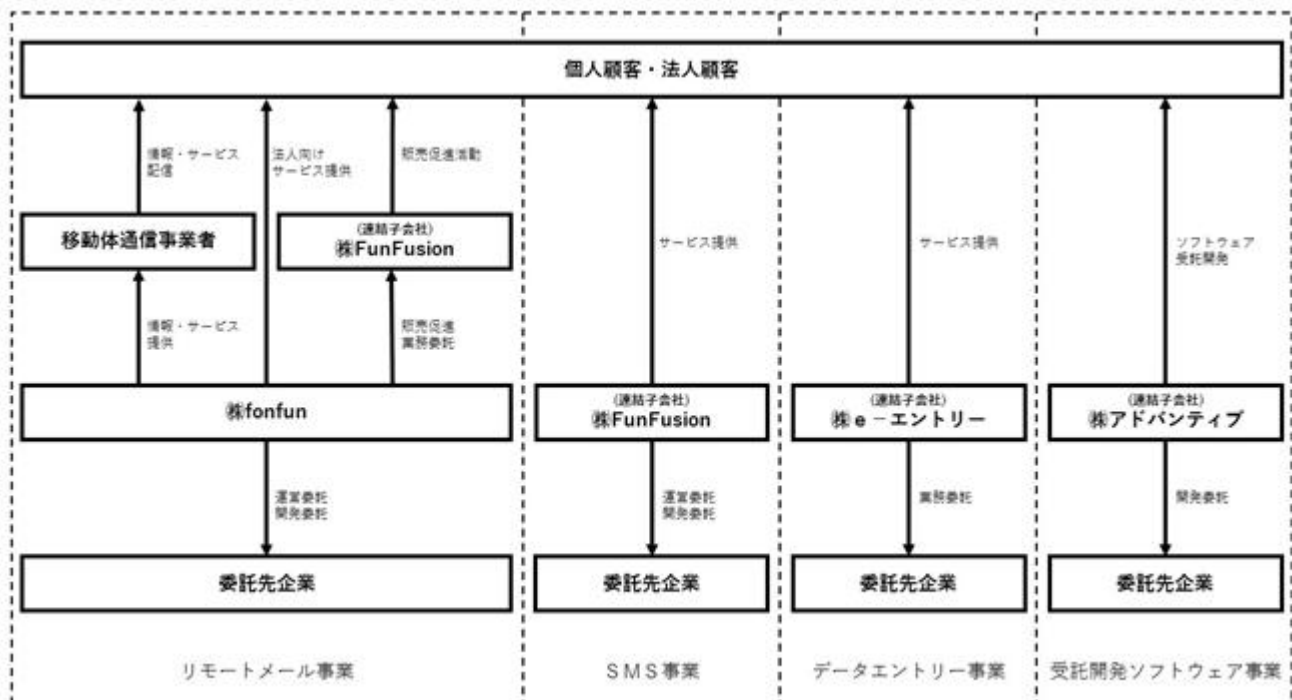 個人顧客・法人顧客
情報・サービス
配信
法人向け
サービス提供
販売促進活動
移動体通信事業者
(連結子会社)
㈱FunFusion
サービス提供
サービス提供
ソフトウェア
受託開発
情報・サービス
提供
販売促進
業務委託
㈱fonfun
(連結子会社)
㈱FunFusion
(連結子会社)
㈱e－エントリー
(連結子会社)
㈱アドバンティブ
運営委託
開発委託
運営委託
開発委託
業務委託
開発委託
委託先企業
委託先企業
委託先企業
委託先企業
リモートメール事業
SMS事業
データエントリー事業
受託開発ソフトウェア事業